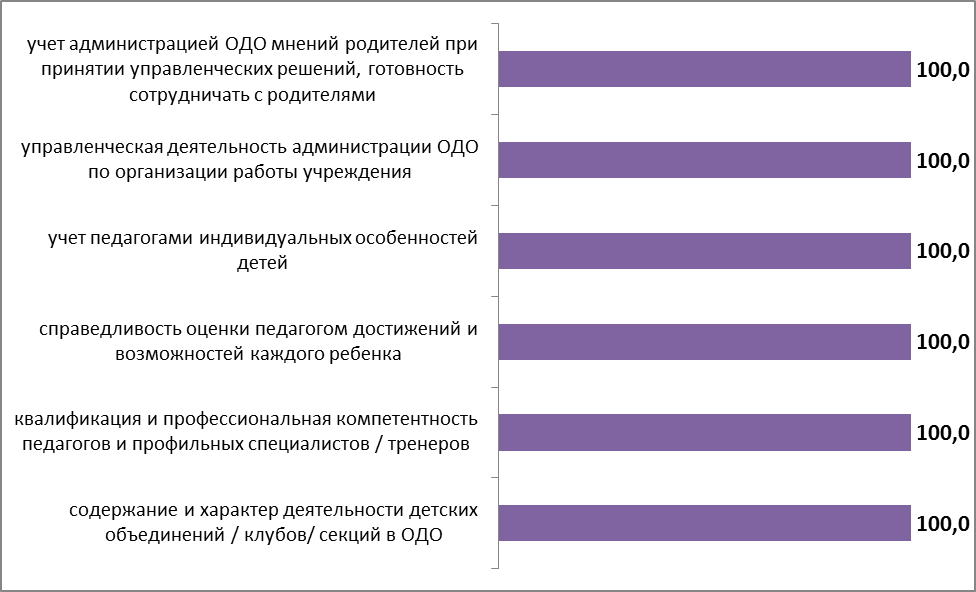 учет администрацией ОДО мнений родителей при
принятии управленческих решений, готовность
сотрудничать с родителями
100,0
управленческая деятельность администрации ОДО
по организации работы учреждения
100,0
учет педагогами индивидуальных особенностей
детей
100,0
справедливость оценки педагогом достижений и
возможностей каждого ребенка
100,0
квалификация и профессиональная компетентность
педагогов и профильных специалистов / тренеров
100,0
содержание и характер деятельности детских
объединений / клубов/ секций в ОДО
100,0